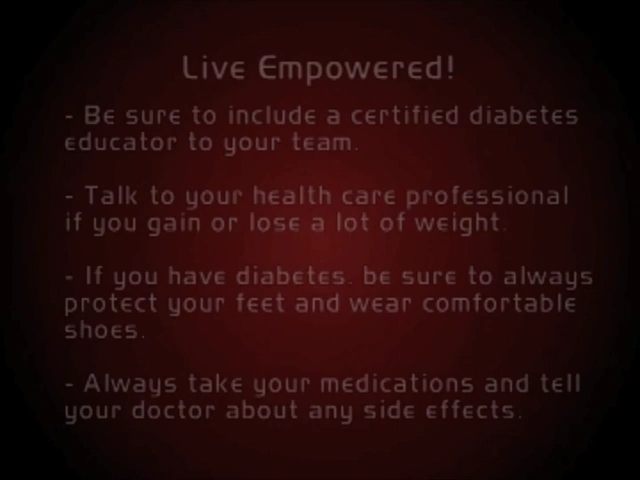 Live Empowered!
- Be sure to include a certified diabetes
educator to your team.
- Talk to your health care professional
if you gain or lose a lot of weight.
- If you have diabetes. be sure to always
protect your feet and wear comfortable
shoes.
- Always take your medications and tell
your doctor about any side effects.